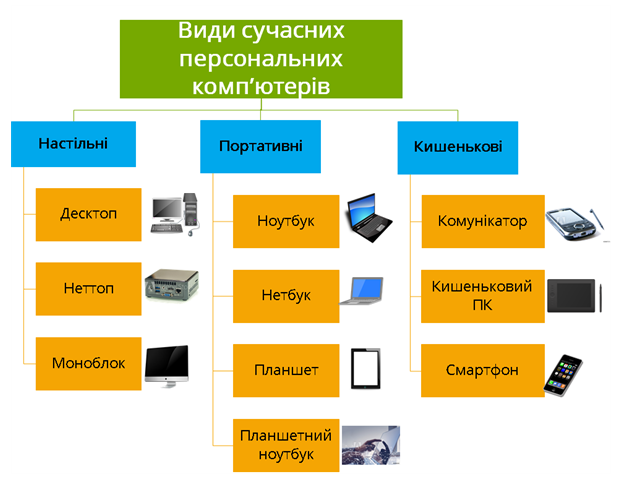 Види сучасних
персональних
комп’ютерів
Настільні
Десктоп
Неттоп
Моноблок
Портативні
Ноутбук
Нетбук
Планшет
Планшетний
ноутбук
Кишенькові
Комунікатор
Кишеньковий
ПК
Смартфон